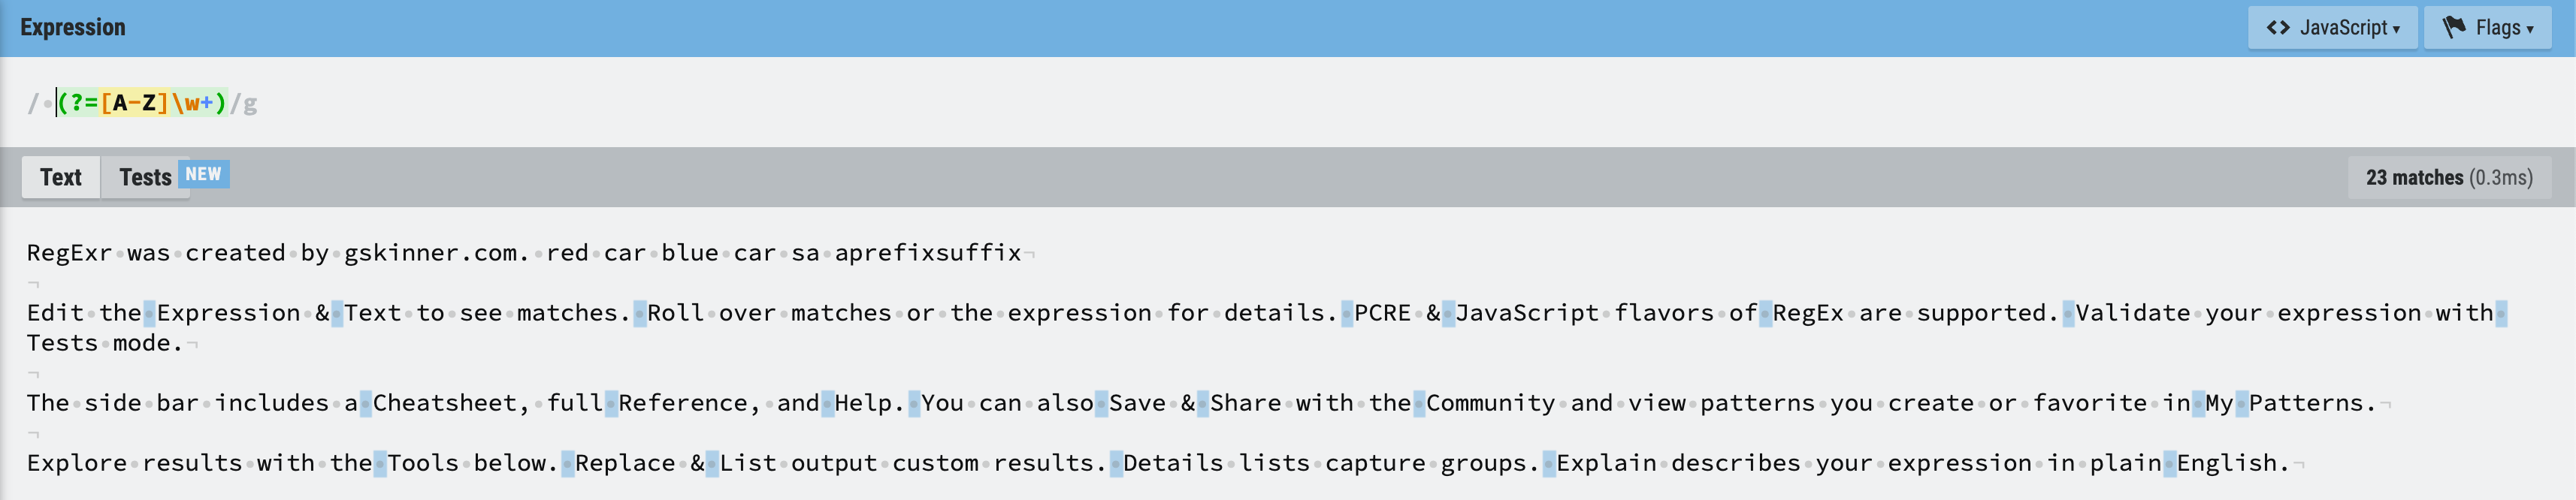 Expression
<> JavaScript ▾ Flags ▾
/ (?=[A-Z]\w+)/g
Text Tests NEW 23 matches (0.3ms)
RegExr was created by gskinner.com. red car blue car sa aprefixsuffix¬
¬
Edit the Expression & Text to see matches. Roll over matches or the expression for details. PCRE & JavaScript flavors of RegEx are supported. Validate your expression with
Tests mode.¬
¬
The side bar includes a Cheatsheet, full Reference, and Help. You can also Save & Share with the Community and view patterns you create or favorite in My Patterns.¬
¬
Explore results with the Tools below. Replace & List output custom results. Details lists capture groups. Explain describes your expression in plain English.¬